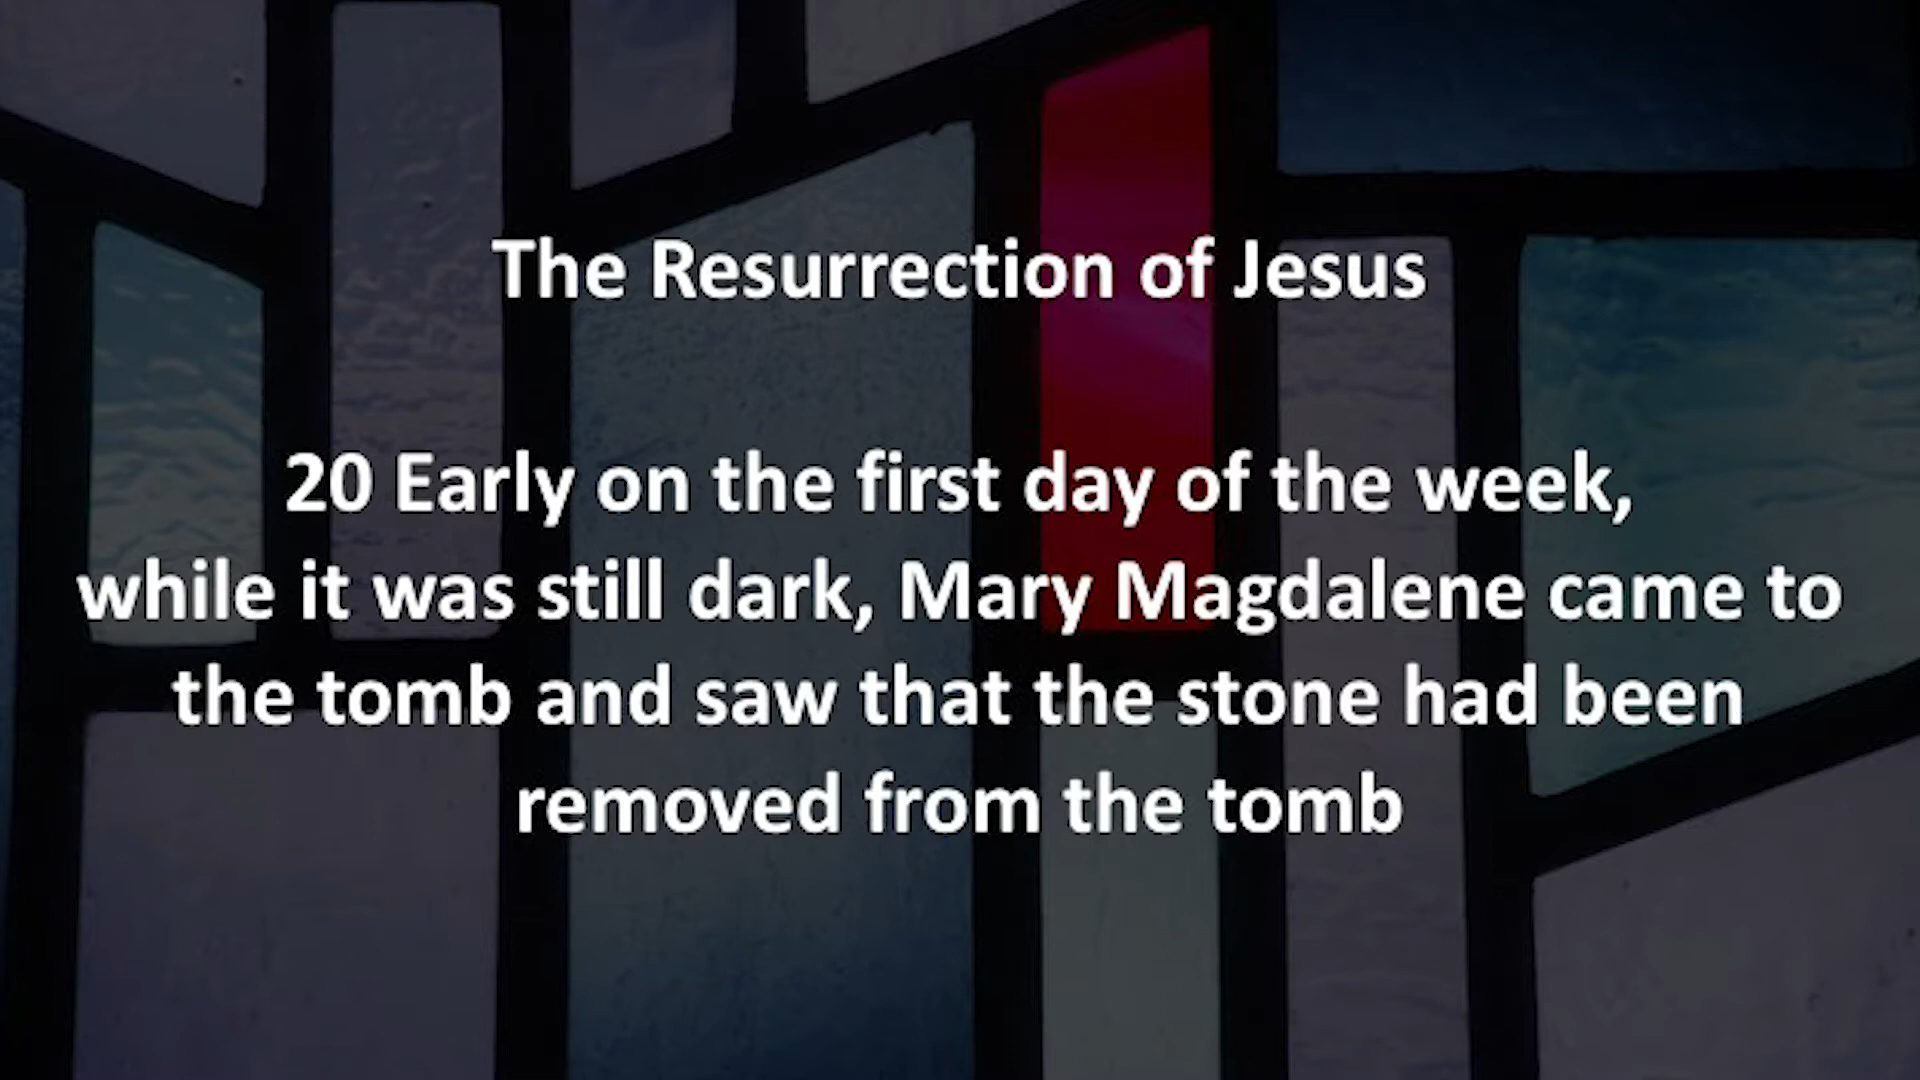 The Resurrection of Jesus
20 Early on the first day of the week,
while it was still dark, Mary Magdalene came to
the tomb and saw that the stone had been
removed from the tomb